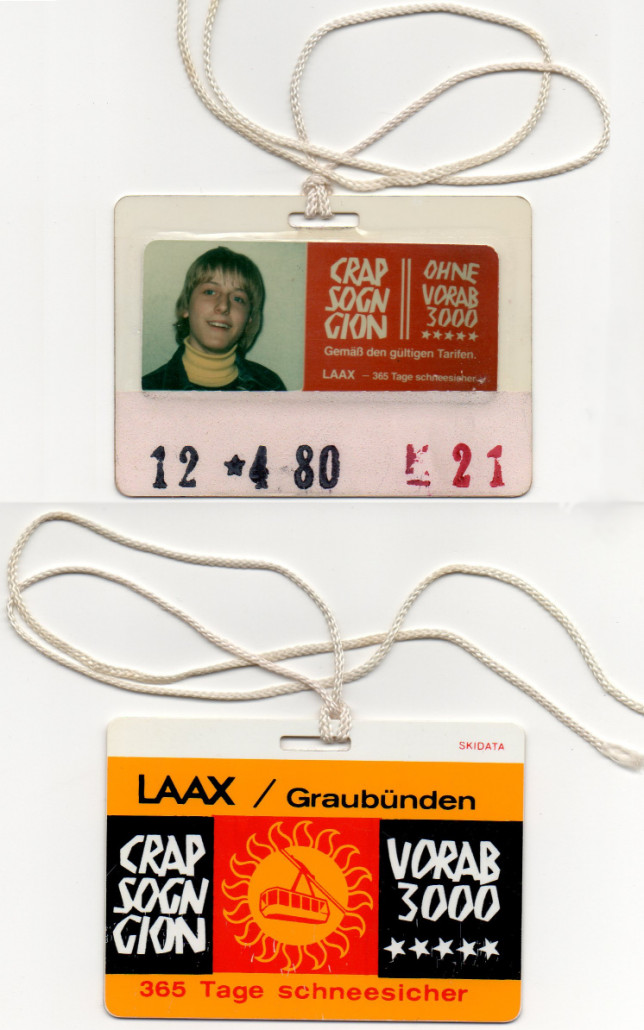 CRAP
SOGN
GION
OHNE
VORAB
3000
★★★★★
Gemäß den gültigen Tarifen.
LAAX – 365 Tage schneesicher
12 ★4 80 21
SKIDATA
LAAX / Graubünden
CRAP
SOGN
GION
VORAB
3000
★★★★★
365 Tage schneesicher